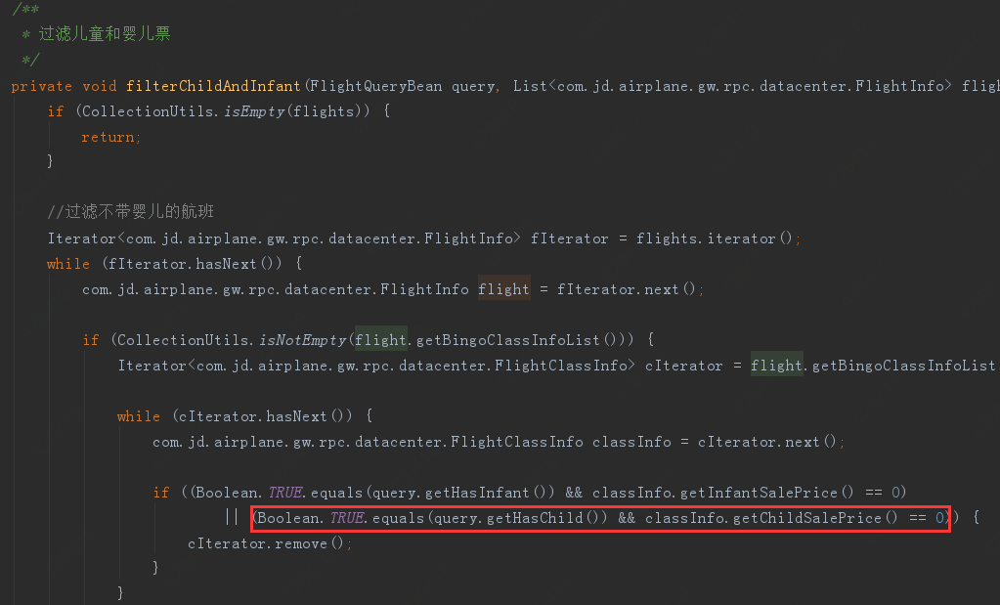 /**
 * 过滤儿童和婴儿票
 */
private void filterChildAndInfant(FlightQueryBean query, List<com.jd.airplane.gw.rpc.datacenter.FlightInfo> fligh
    if (CollectionUtils.isEmpty(flights)) {
        return;
    }
    //过滤不带婴儿的航班
    Iterator<com.jd.airplane.gw.rpc.datacenter.FlightInfo> fIterator = flights.iterator();
    while (fIterator.hasNext()) {
        com.jd.airplane.gw.rpc.datacenter.FlightInfo flight = fIterator.next();
        if (CollectionUtils.isNotEmpty(flight.getBingoClassInfoList())) {
            Iterator<com.jd.airplane.gw.rpc.datacenter.FlightClassInfo> cIterator = flight.getBingoClassInfoList
            while (cIterator.hasNext()) {
                com.jd.airplane.gw.rpc.datacenter.FlightClassInfo classInfo = cIterator.next();
                if ((Boolean.TRUE.equals(query.getHasInfant()) && classInfo.getInfantSalePrice() == 0)
                        || (Boolean.TRUE.equals(query.getHasChild()) && classInfo.getChildSalePrice() == 0)) {
                    cIterator.remove();
                }
            }